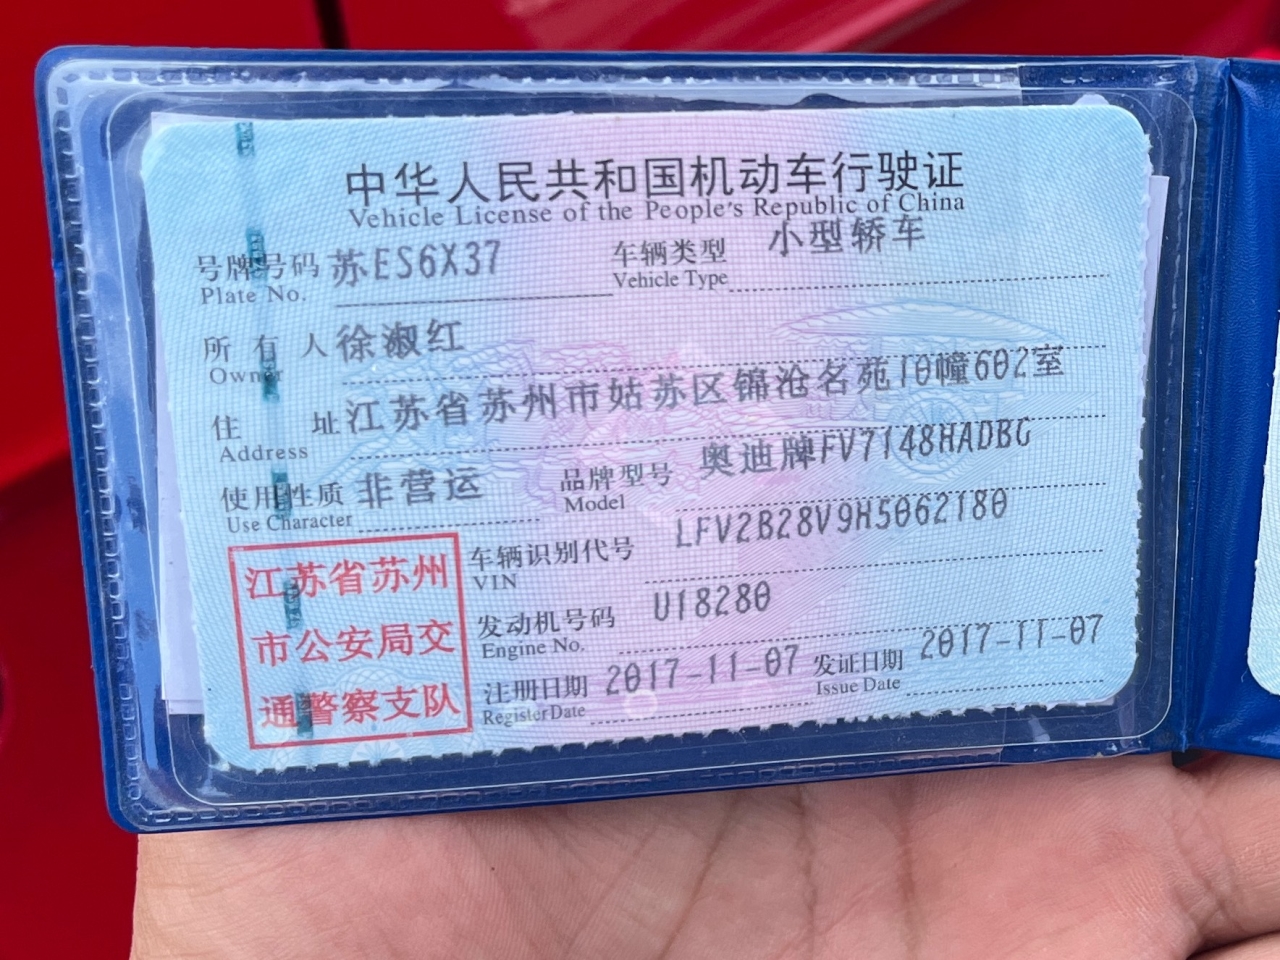 中华人民共和国机动车行驶证
Vehicle License of the People's Republic of China
号牌号码 苏ES6X37 车辆类型 小型轿车
Plate No. Vehicle Type
所有人 徐淑红
Owner
住址 江苏省苏州市姑苏区锦沧名苑10幢602室
Address
使用性质 非营运 品牌型号 奥迪牌FV7148HADBG
Use Character Model
车辆识别代号 LFV2B28V9H5062180
VIN
发动机号码 U18280
Engine No.
注册日期 2017-11-07 发证日期 2017-11-07
Register Date Issue Date
江苏省苏州
市公安局交
通警察支队